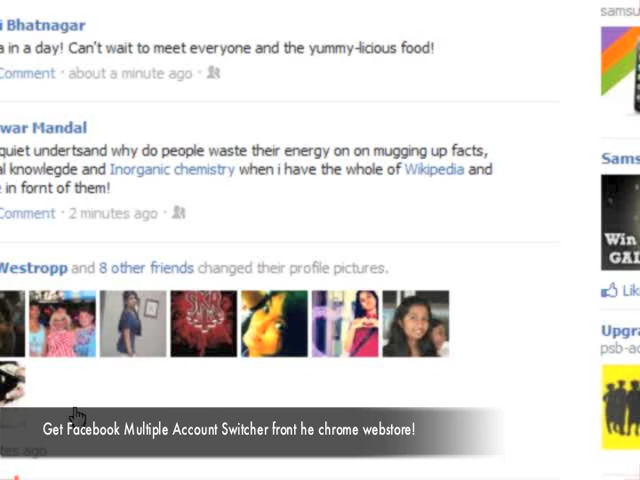 i Bhatnagar
a in a day! Can't wait to meet everyone and the yummy-licious food!
Comment · about a minute ago ·
war Mandal
quiet undertsand why do people waste their energy on on mugging up facts,
al knowlegde and Inorganic chemistry when i have the whole of Wikipedia and
in fornt of them!
Comment · 2 minutes ago ·
Westropp and 8 other friends changed their profile pictures.
Get Facebook Multiple Account Switcher front he chrome webstore!
tes ago
samsu
Sams
Win
GAL
Lik
Upgra
psb-ac